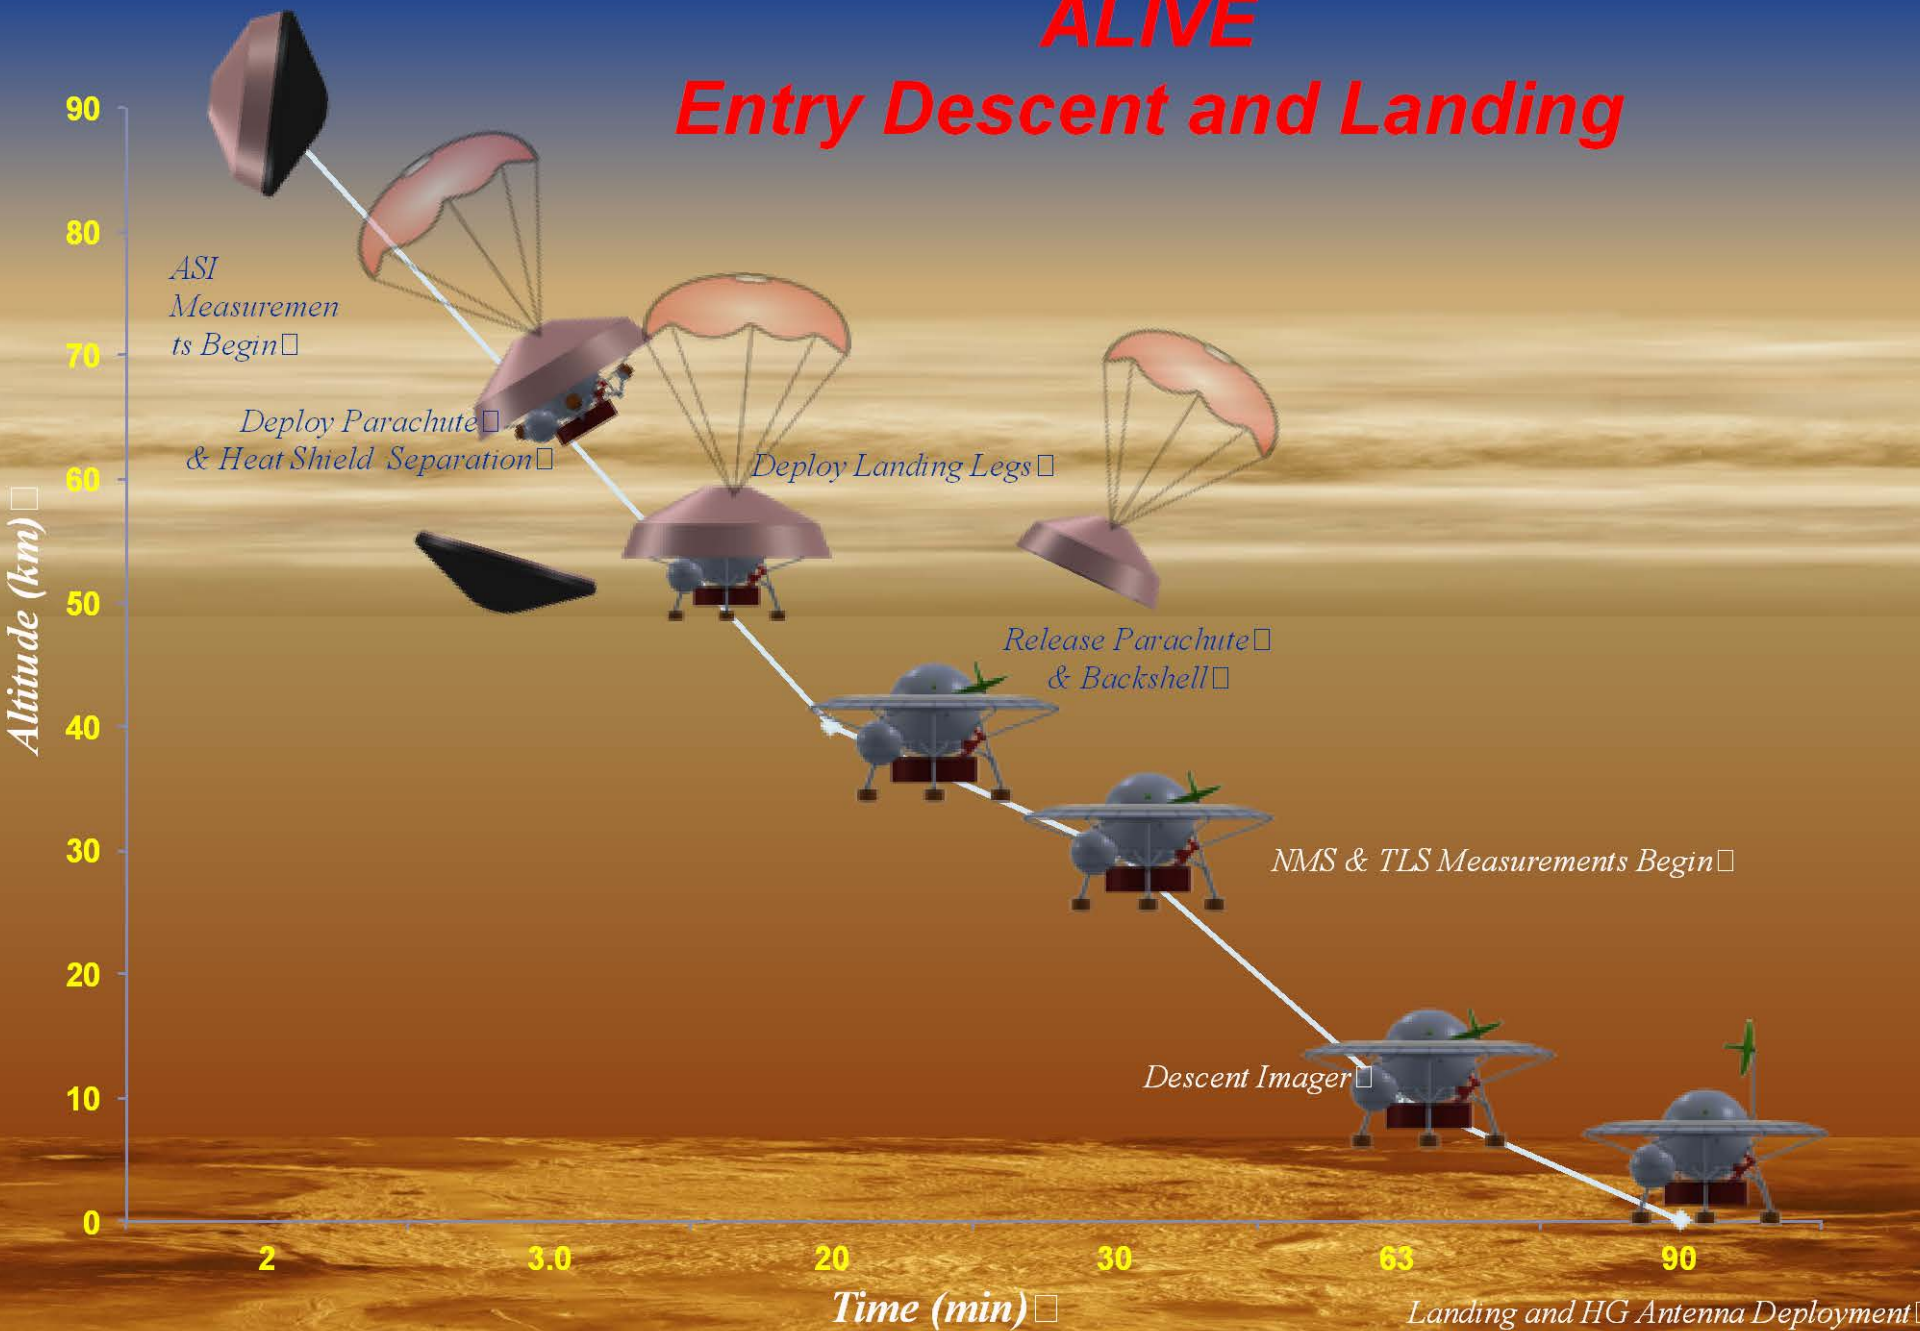 ALIVE
Entry Descent and Landing
90
80
70
60
50
40
30
20
10
0
Altitude (km)
ASI
Measuremen
ts Begin
Deploy Parachute
& Heat Shield Separation
Deploy Landing Legs
Release Parachute
& Backshell
NMS & TLS Measurements Begin
Descent Imager
2 3.0 20 30 63 90
Time (min)
Landing and HG Antenna Deployment